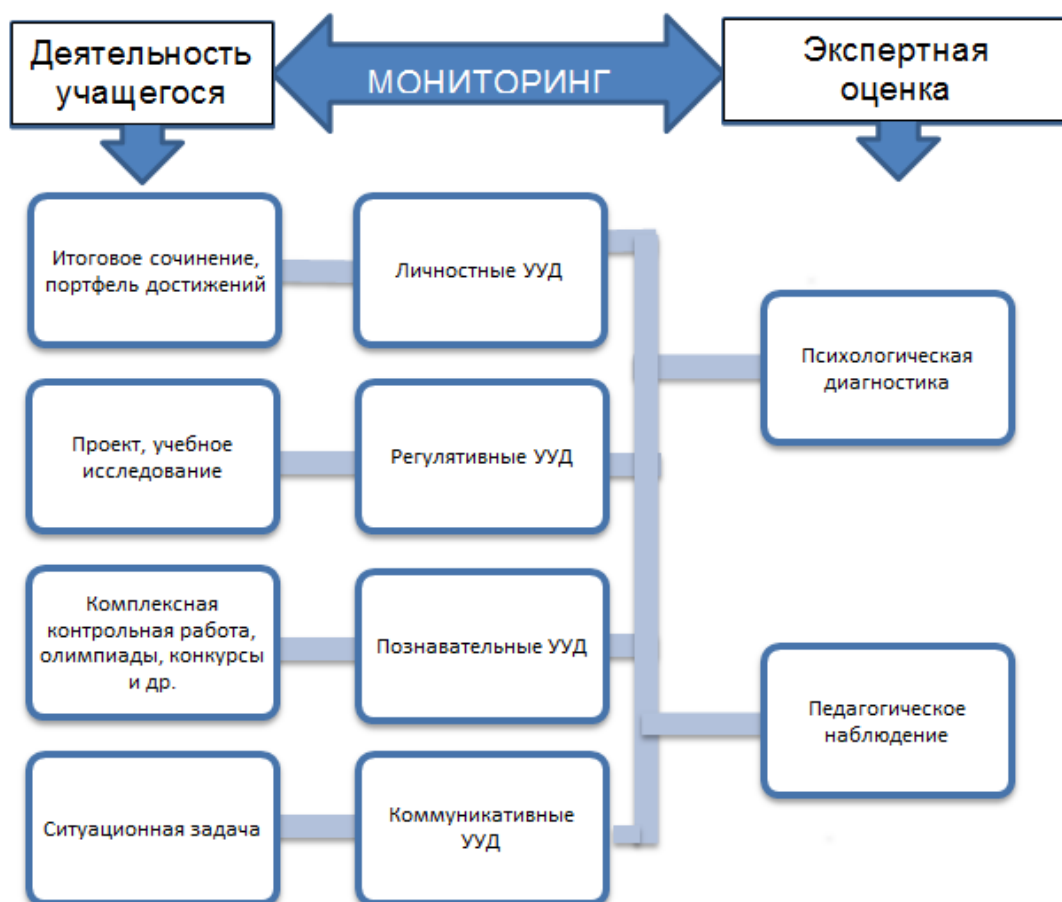 Деятельность
учащегося
МОНИТОРИНГ
Экспертная
оценка
Итоговое сочинение,
портфель достижений
Личностные УУД
Психологическая
диагностика
Проект, учебное
исследование
Регулятивные УУД
Комплексная
контрольная работа,
олимпиады, конкурсы
и др.
Познавательные УУД
Педагогическое
наблюдение
Ситуационная задача
Коммуникативные
УУД